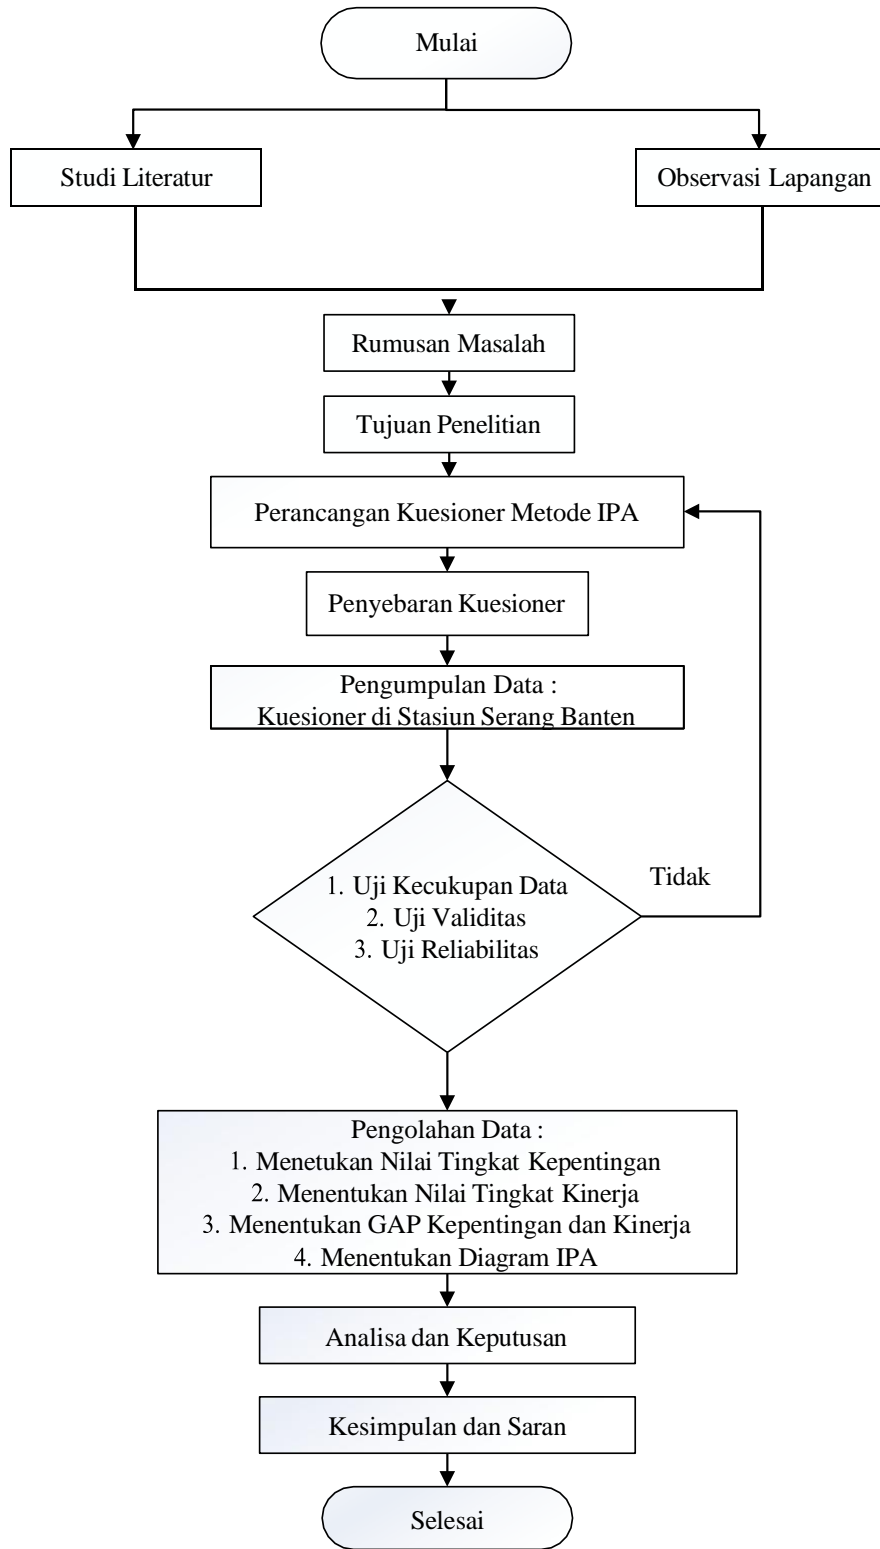 Mulai
Studi Literatur
Observasi Lapangan
Rumusan Masalah
Tujuan Penelitian
Perancangan Kuesioner Metode IPA
Penyebaran Kuesioner
Pengumpulan Data :
Kuesioner di Stasiun Serang Banten
Tidak
1. Uji Kecukupan Data
2. Uji Validitas
3. Uji Reliabilitas
Pengolahan Data :
1. Menetukan Nilai Tingkat Kepentingan
2. Menentukan Nilai Tingkat Kinerja
3. Menentukan GAP Kepentingan dan Kinerja
4. Menentukan Diagram IPA
Analisa dan Keputusan
Kesimpulan dan Saran
Selesai